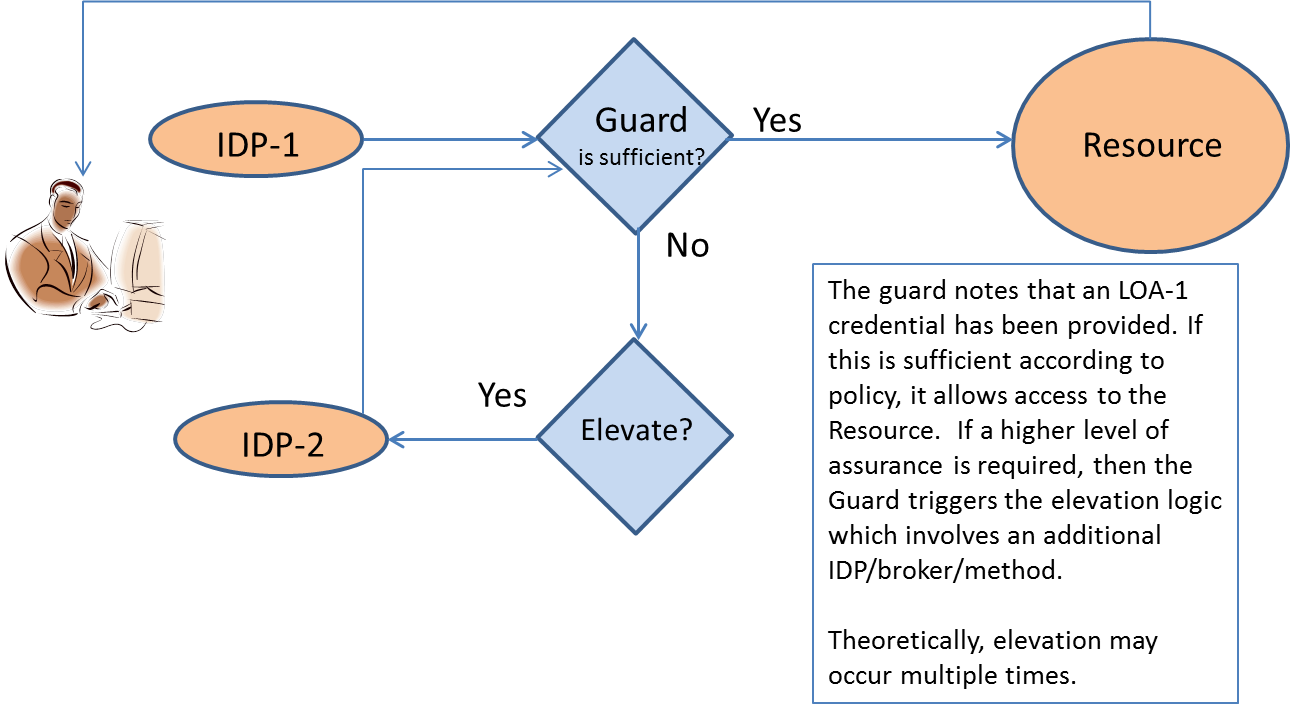 IDP-1
Guard
is sufficient?
Yes
Resource
No
Yes
Elevate?
IDP-2
The guard notes that an LOA-1
credential has been provided. If
this is sufficient according to
policy, it allows access to the
Resource.  If a higher level of
assurance is required, then the
Guard triggers the elevation logic
which involves an additional
IDP/broker/method.
Theoretically, elevation may
occur multiple times.